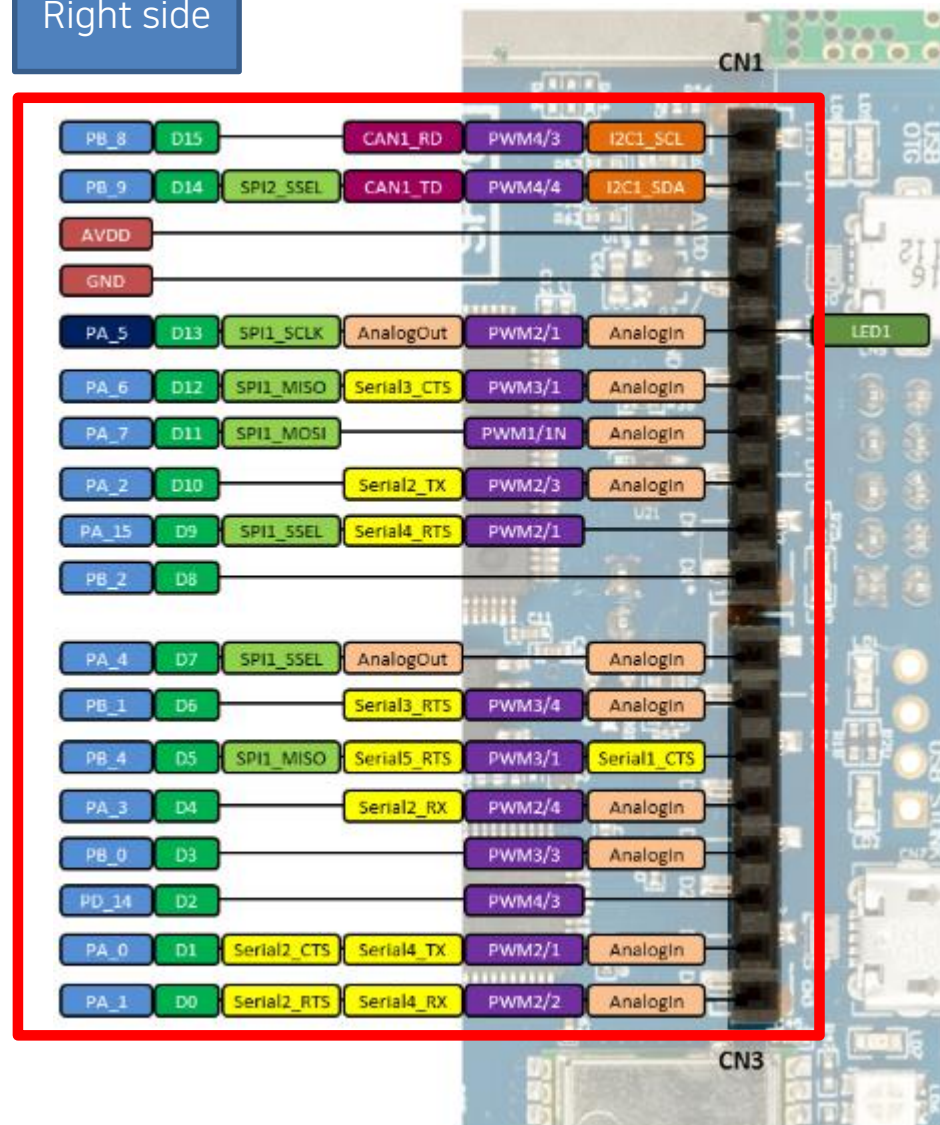 Right side
CN1
PB_8 D15 CAN1_RD PWM4/3 I2C1_SCL
PB_9 D14 SPI2_SSEL CAN1_TD PWM4/4 I2C1_SDA
AVDD
GND
PA_5 D13 SPI1_SCLK AnalogOut PWM2/1 AnalogIn LED1
PA_6 D12 SPI1_MISO Serial3_CTS PWM3/1 AnalogIn
PA_7 D11 SPI1_MOSI PWM1/1N AnalogIn
PA_2 D10 Serial2_TX PWM2/3 AnalogIn
PA_15 D9 SPI1_SSEL Serial4_RTS PWM2/1
PB_2 D8
PA_4 D7 SPI1_SSEL AnalogOut AnalogIn
PB_1 D6 Serial3_RTS PWM3/4 AnalogIn
PB_4 D5 SPI1_MISO Serial5_RTS PWM3/1 Serial1_CTS
PA_3 D4 Serial2_RX PWM2/4 AnalogIn
PB_0 D3 PWM3/3 AnalogIn
PD_14 D2 PWM4/3
PA_0 D1 Serial2_CTS Serial4_TX PWM2/1 AnalogIn
PA_1 D0 Serial2_RTS Serial4_RX PWM2/2 AnalogIn
CN3
USB
OTG
AVDD
U21